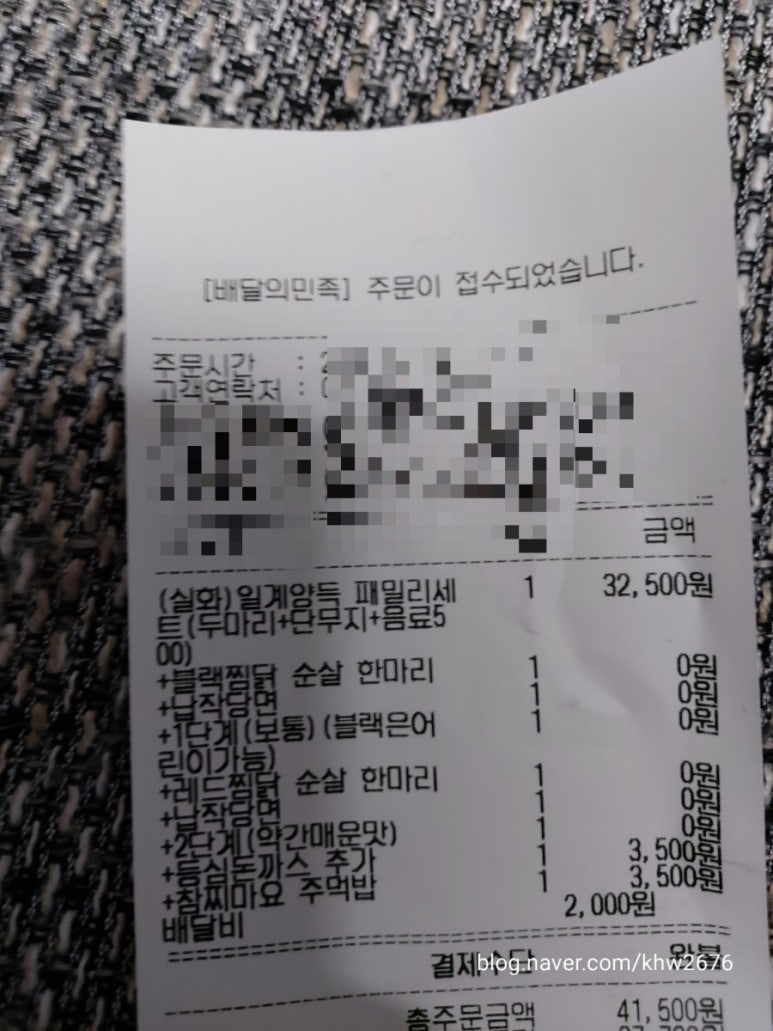 [배달의민족] 주문이 접수되었습니다.
주문시간 :
고객연락처 :
금액
(실화)일계양득 패밀리세 1 32,500원
트(두마리+단무지+음료5
00)
+블랙찜닭 순살 한마리 1 0원
+납작당면 1 0원
+1단계(보통)(블랙은어 1 0원
린이가능)
+레드찜닭 순살 한마리 1 0원
+납작당면 1 0원
+2단계(약간매운맛) 1 0원
+등심돈까스 추가 1 3,500원
+참찌마요 주먹밥 1 3,500원
배달비 2,000원
결제수단
blog.naver.com/khw2676
총주문금액 41,500원